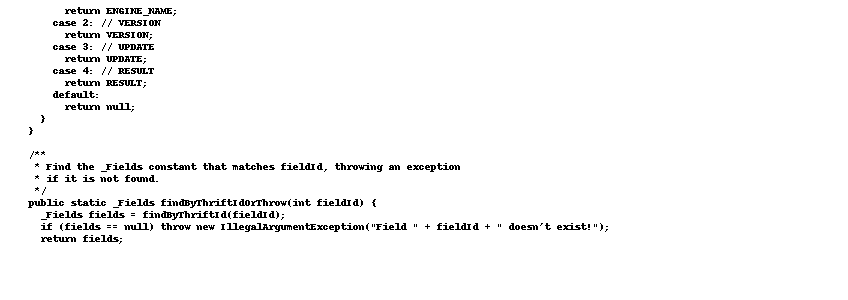 return ENGINE_NAME;
    case 2: // VERSION
      return VERSION;
    case 3: // UPDATE
      return UPDATE;
    case 4: // RESULT
      return RESULT;
    default:
      return null;
  }
}

/**
 * Find the _Fields constant that matches fieldId, throwing an exception
 * if it is not found.
 */
public static _Fields findByThriftIdOrThrow(int fieldId) {
  _Fields fields = findByThriftId(fieldId);
  if (fields == null) throw new IllegalArgumentException("Field " + fieldId + " doesn't exist!");
  return fields;